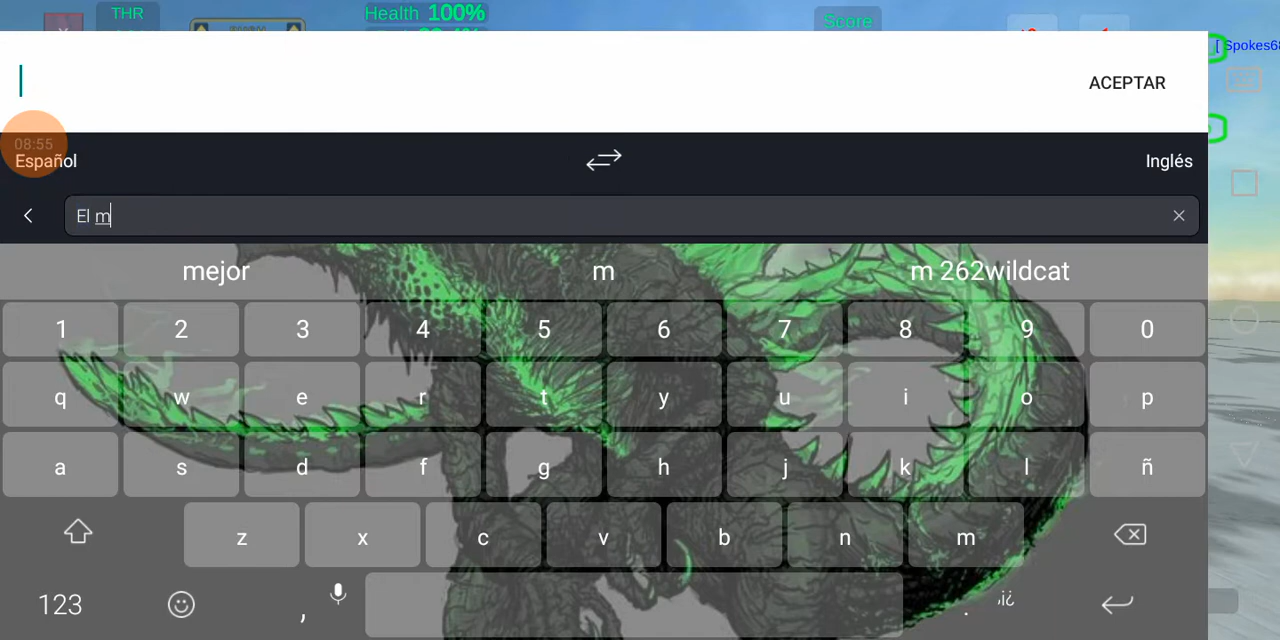 THR
Health 100%
Score
[ Spokes68
ACEPTAR
08:55
Español
Inglés
El m
mejor
m
m 262wildcat
1 2 3 4 5 6 7 8 9 0
q w e r t y u i o p
a s d f g h j k l ñ
z x c v b n m
123 , . ,i¿